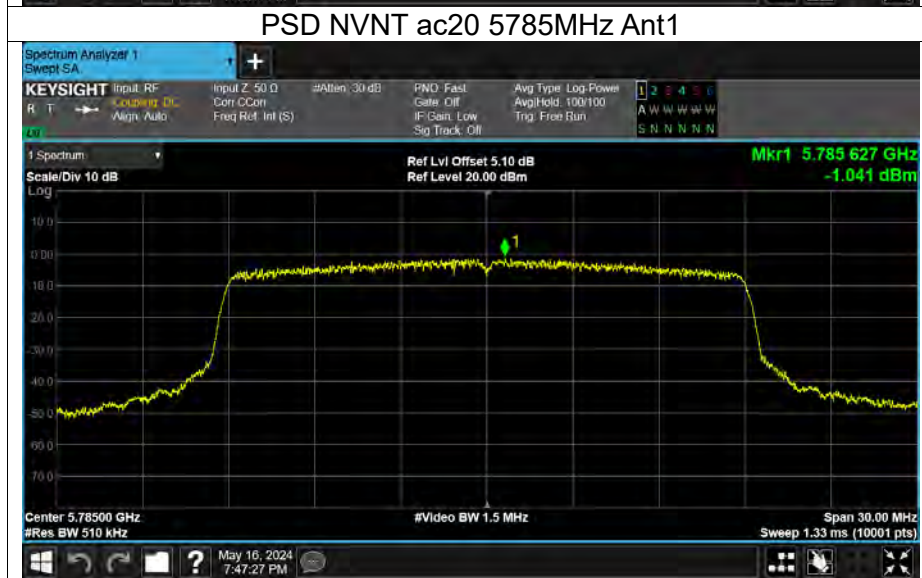 PSD NVNT ac20 5785MHz Ant1
Spectrum Analyzer 1
Swept SA
+
KEYSIGHT Input: RF Input Z: 50 Ω #Atten: 30 dB PNO: Fast Avg Type: Log-Power 1 2 3 4 5 6
R T Coupling: DC Corr CCorr Gate: Off Avg|Hold: 100/100 A W W W W W
Align: Auto Freq Ref: Int (S) IF Gain: Low Trig: Free Run
Sig Track: Off S N N N N N
1 Spectrum
Scale/Div 10 dB
Ref Lvl Offset 5.10 dB
Ref Level 20.00 dBm
Mkr1 5.785 627 GHz
-1.041 dBm
Log
10.0
1
0.00
-10.0
-20.0
-30.0
-40.0
-50.0
-60.0
-70.0
Center 5.78500 GHz #Video BW 1.5 MHz Span 30.00 MHz
#Res BW 510 kHz Sweep 1.33 ms (10001 pts)
? May 16, 2024
7:47:27 PM